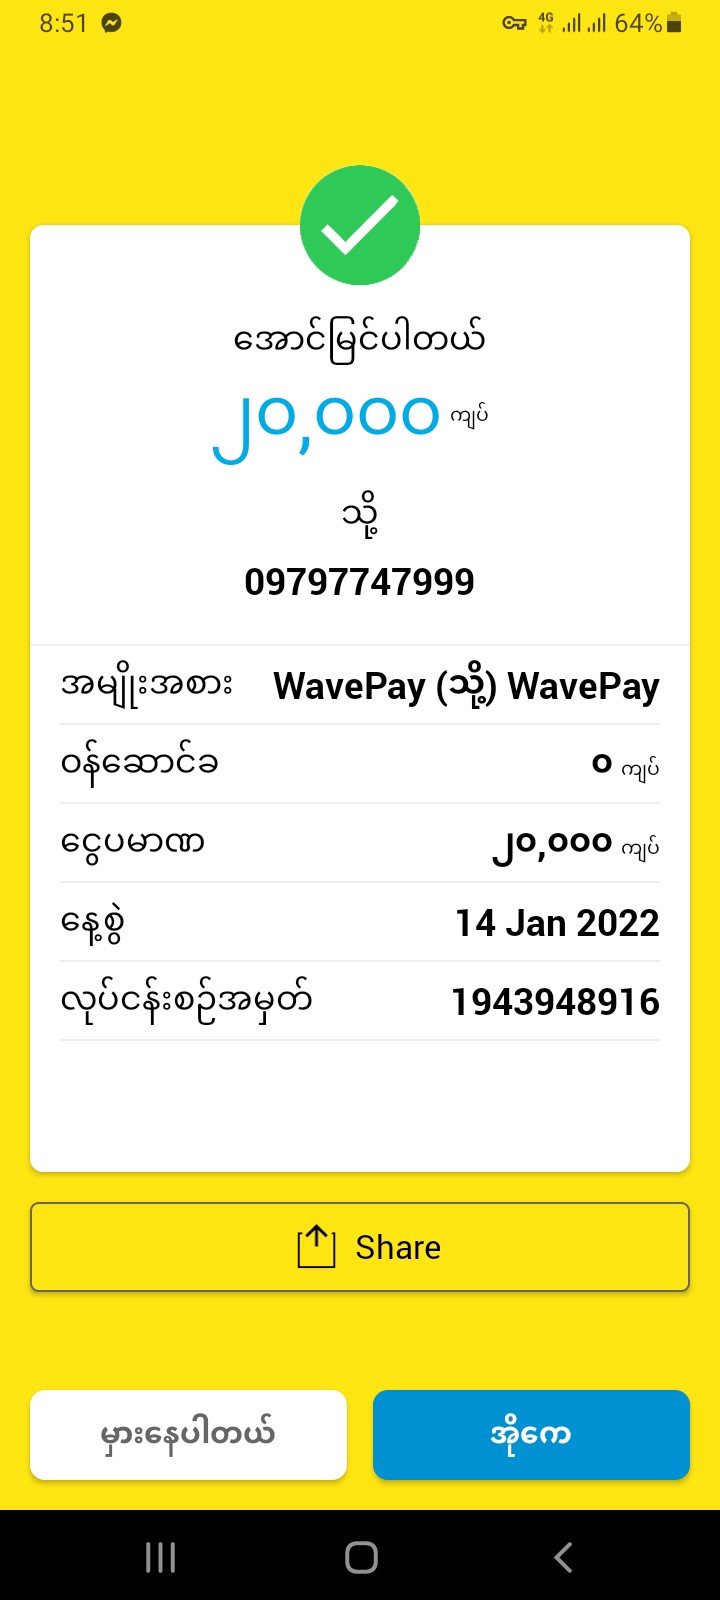 8:51 4G 64%
အောင်မြင်ပါတယ်
၂၀,၀၀၀ ကျပ်
သို့
09797747999
အမျိုးအစား WavePay (သို့) WavePay
ဝန်ဆောင်ခ ၀ ကျပ်
ငွေပမာဏ ၂၀,၀၀၀ ကျပ်
နေ့စွဲ 14 Jan 2022
လုပ်ငန်းစဉ်အမှတ် 1943948916
Share
မှားနေပါတယ် အိုကေ